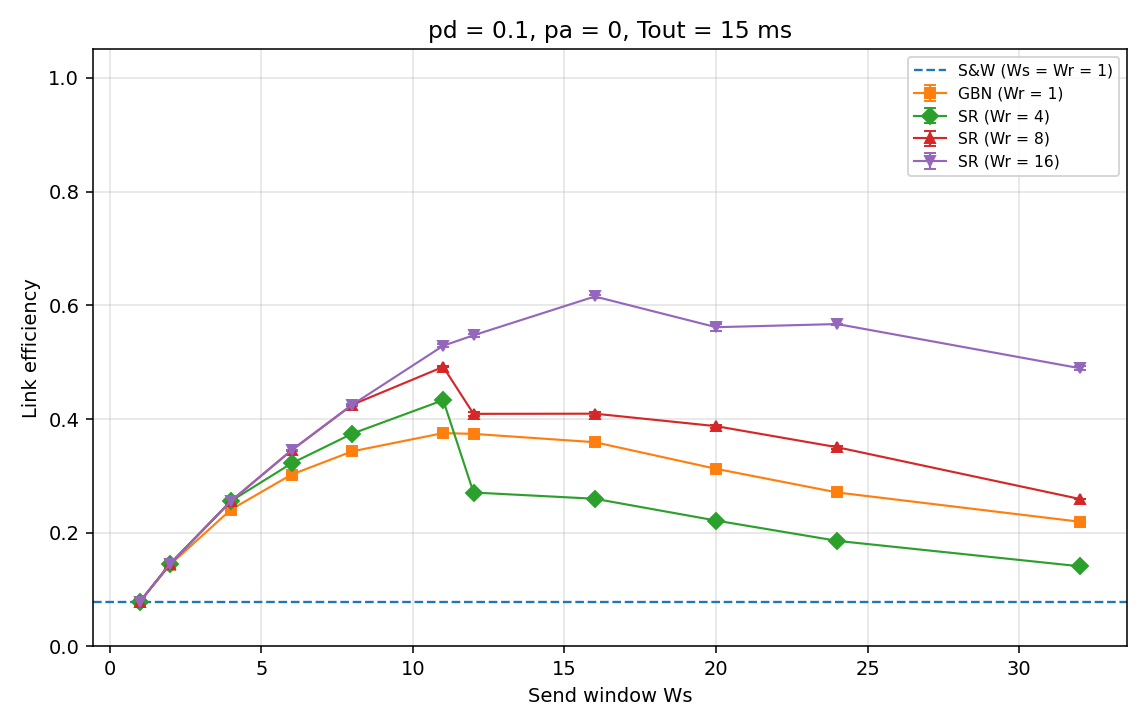 pd = 0.1, pa = 0, Tout = 15 ms
S&W (Ws = Wr = 1)
GBN (Wr = 1)
SR (Wr = 4)
SR (Wr = 8)
SR (Wr = 16)
Link efficiency
1.0
0.8
0.6
0.4
0.2
0.0
0 5 10 15 20 25 30
Send window Ws